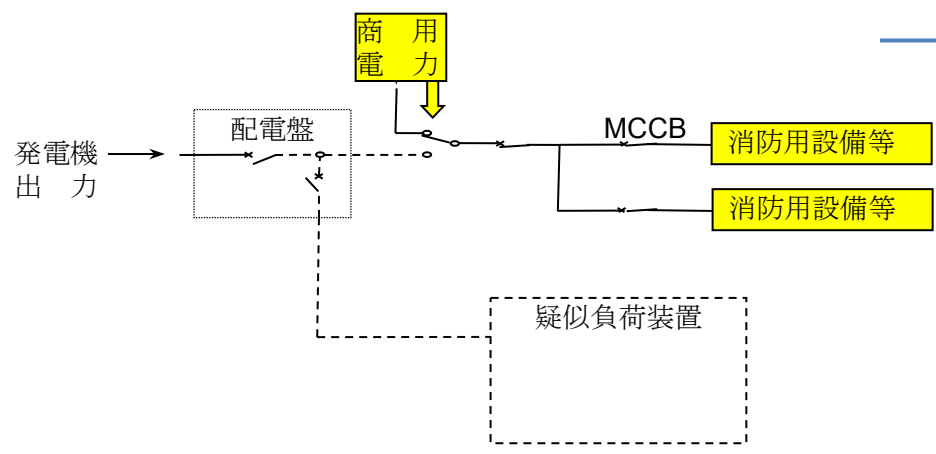 商　用
電　力
配電盤
発電機
出　力
MCCB
消防用設備等
消防用設備等
疑似負荷装置